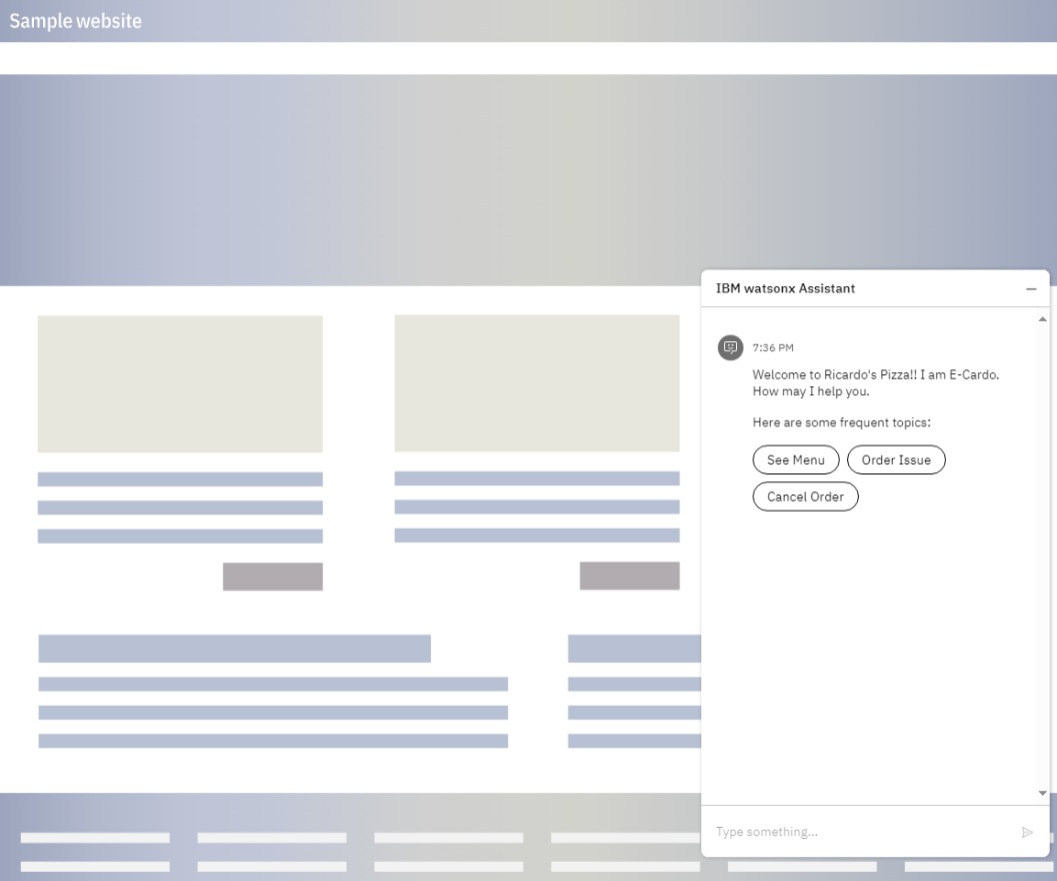 Sample website
IBM watsonx Assistant
7:36 PM
Welcome to Ricardo's Pizza!! I am E-Cardo.
How may I help you.
Here are some frequent topics:
See Menu
Order Issue
Cancel Order
Type something...